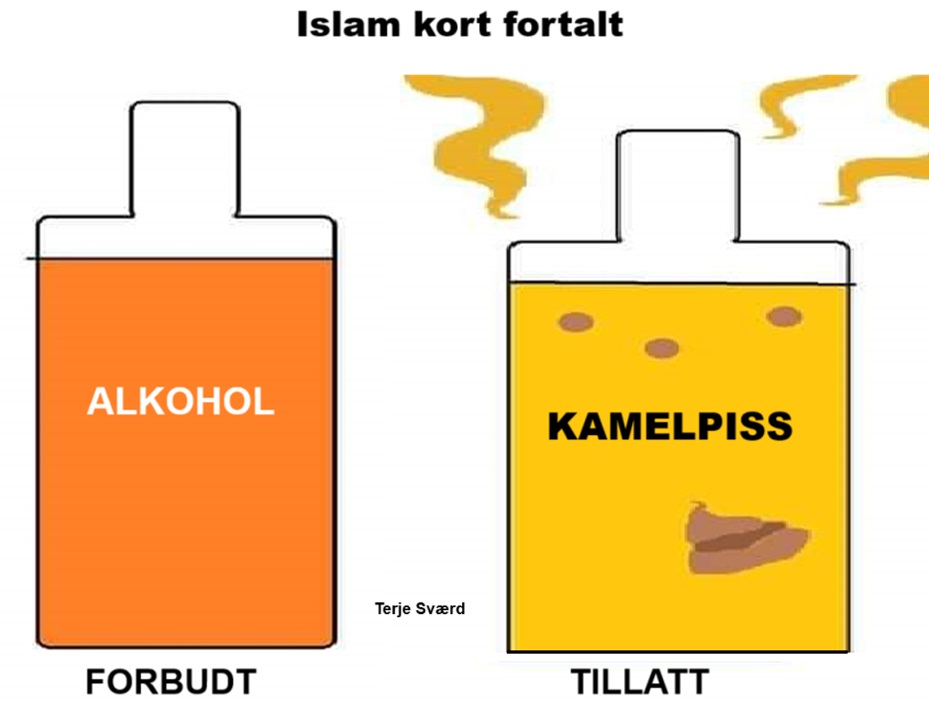 Islam kort fortalt
ALKOHOL
KAMELPISS
Terje Sværd
FORBUDT
TILLATT